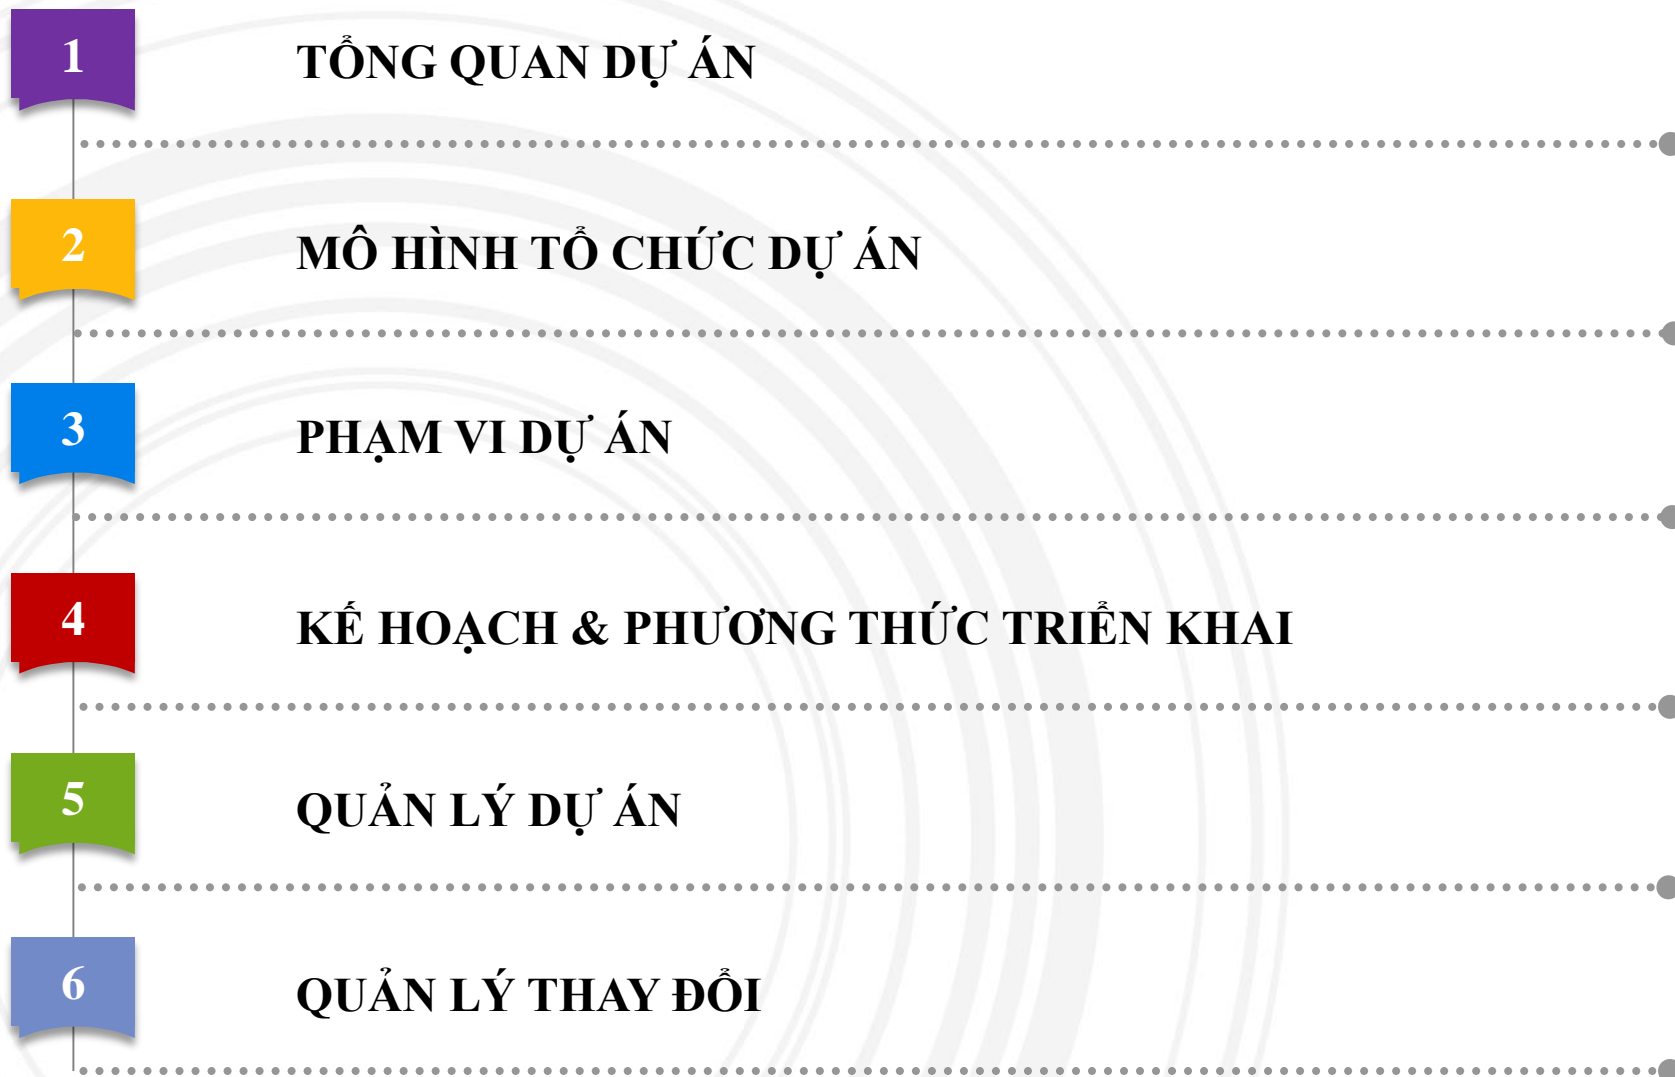 1
TỔNG QUAN DỰ ÁN
2
MÔ HÌNH TỔ CHỨC DỰ ÁN
3
PHẠM VI DỰ ÁN
4
KẾ HOẠCH & PHƯƠNG THỨC TRIỂN KHAI
5
QUẢN LÝ DỰ ÁN
6
QUẢN LÝ THAY ĐỔI